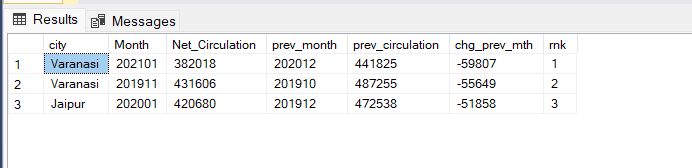 Results Messages
city Month Net_Circulation prev_month prev_circulation chg_prev_mth rnk
1 Varanasi 202101 382018 202012 441825 -59807 1
2 Varanasi 201911 431606 201910 487255 -55649 2
3 Jaipur 202001 420680 201912 472538 -51858 3